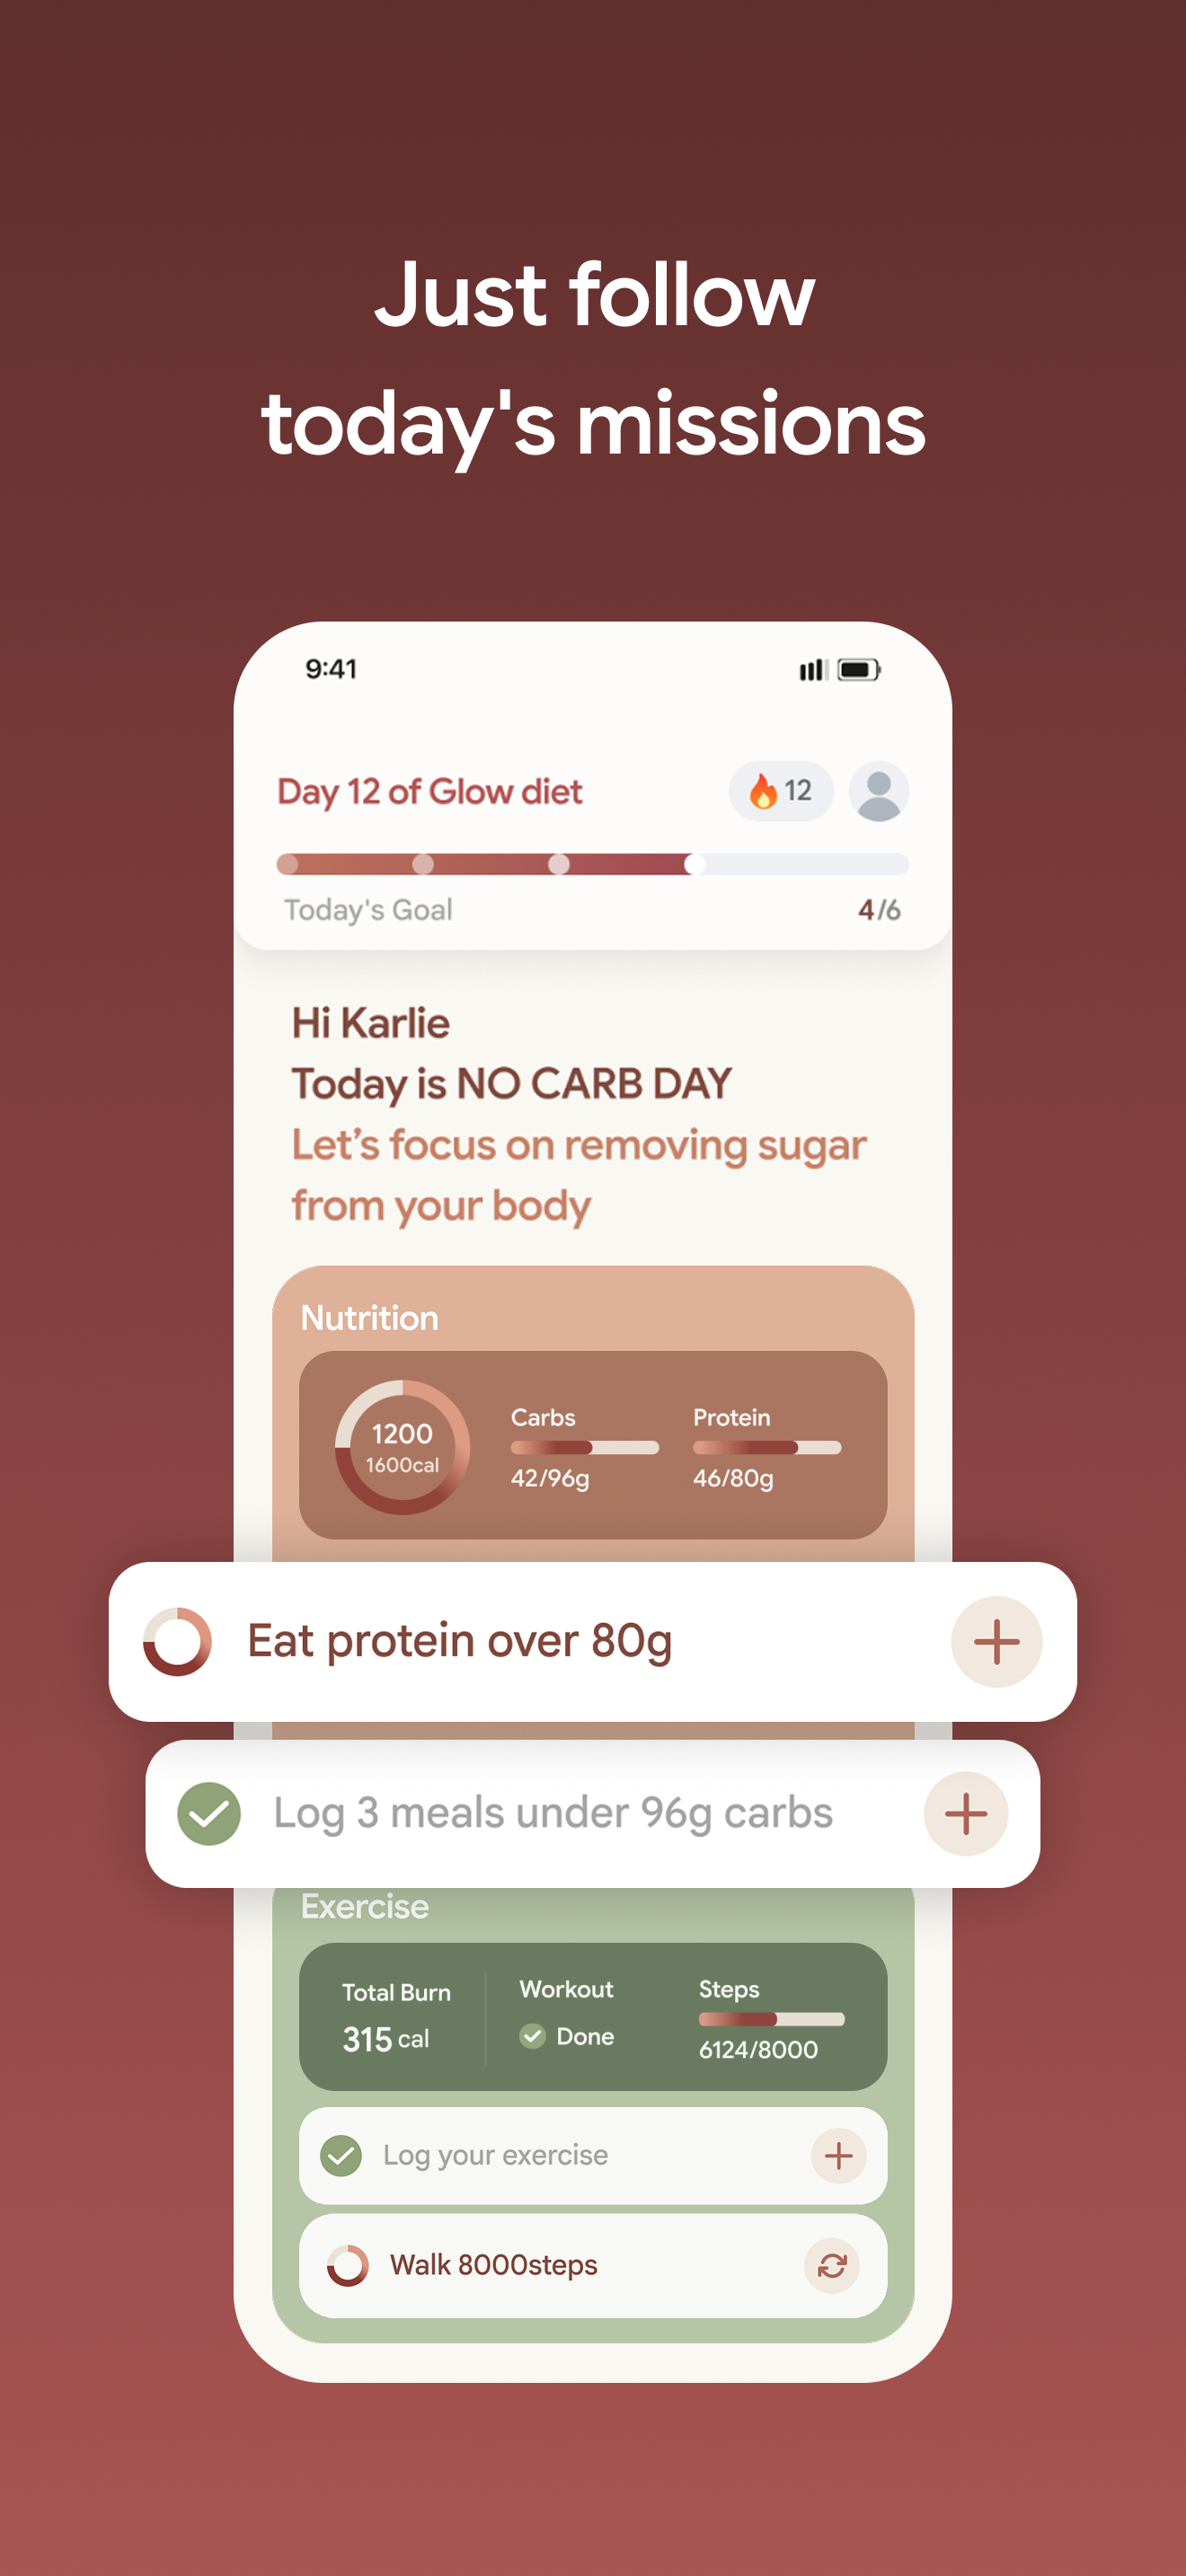 Just follow
today's missions
9:41
Day 12 of Glow diet
🔥 12
Today's Goal
4/6
Hi Karlie
Today is NO CARB DAY
Let’s focus on removing sugar
from your body
Nutrition
1200
1600cal
Carbs
42/96g
Protein
46/80g
Eat protein over 80g
Log 3 meals under 96g carbs
Exercise
Total Burn
315 cal
Workout
Done
Steps
6124/8000
Log your exercise
Walk 8000steps